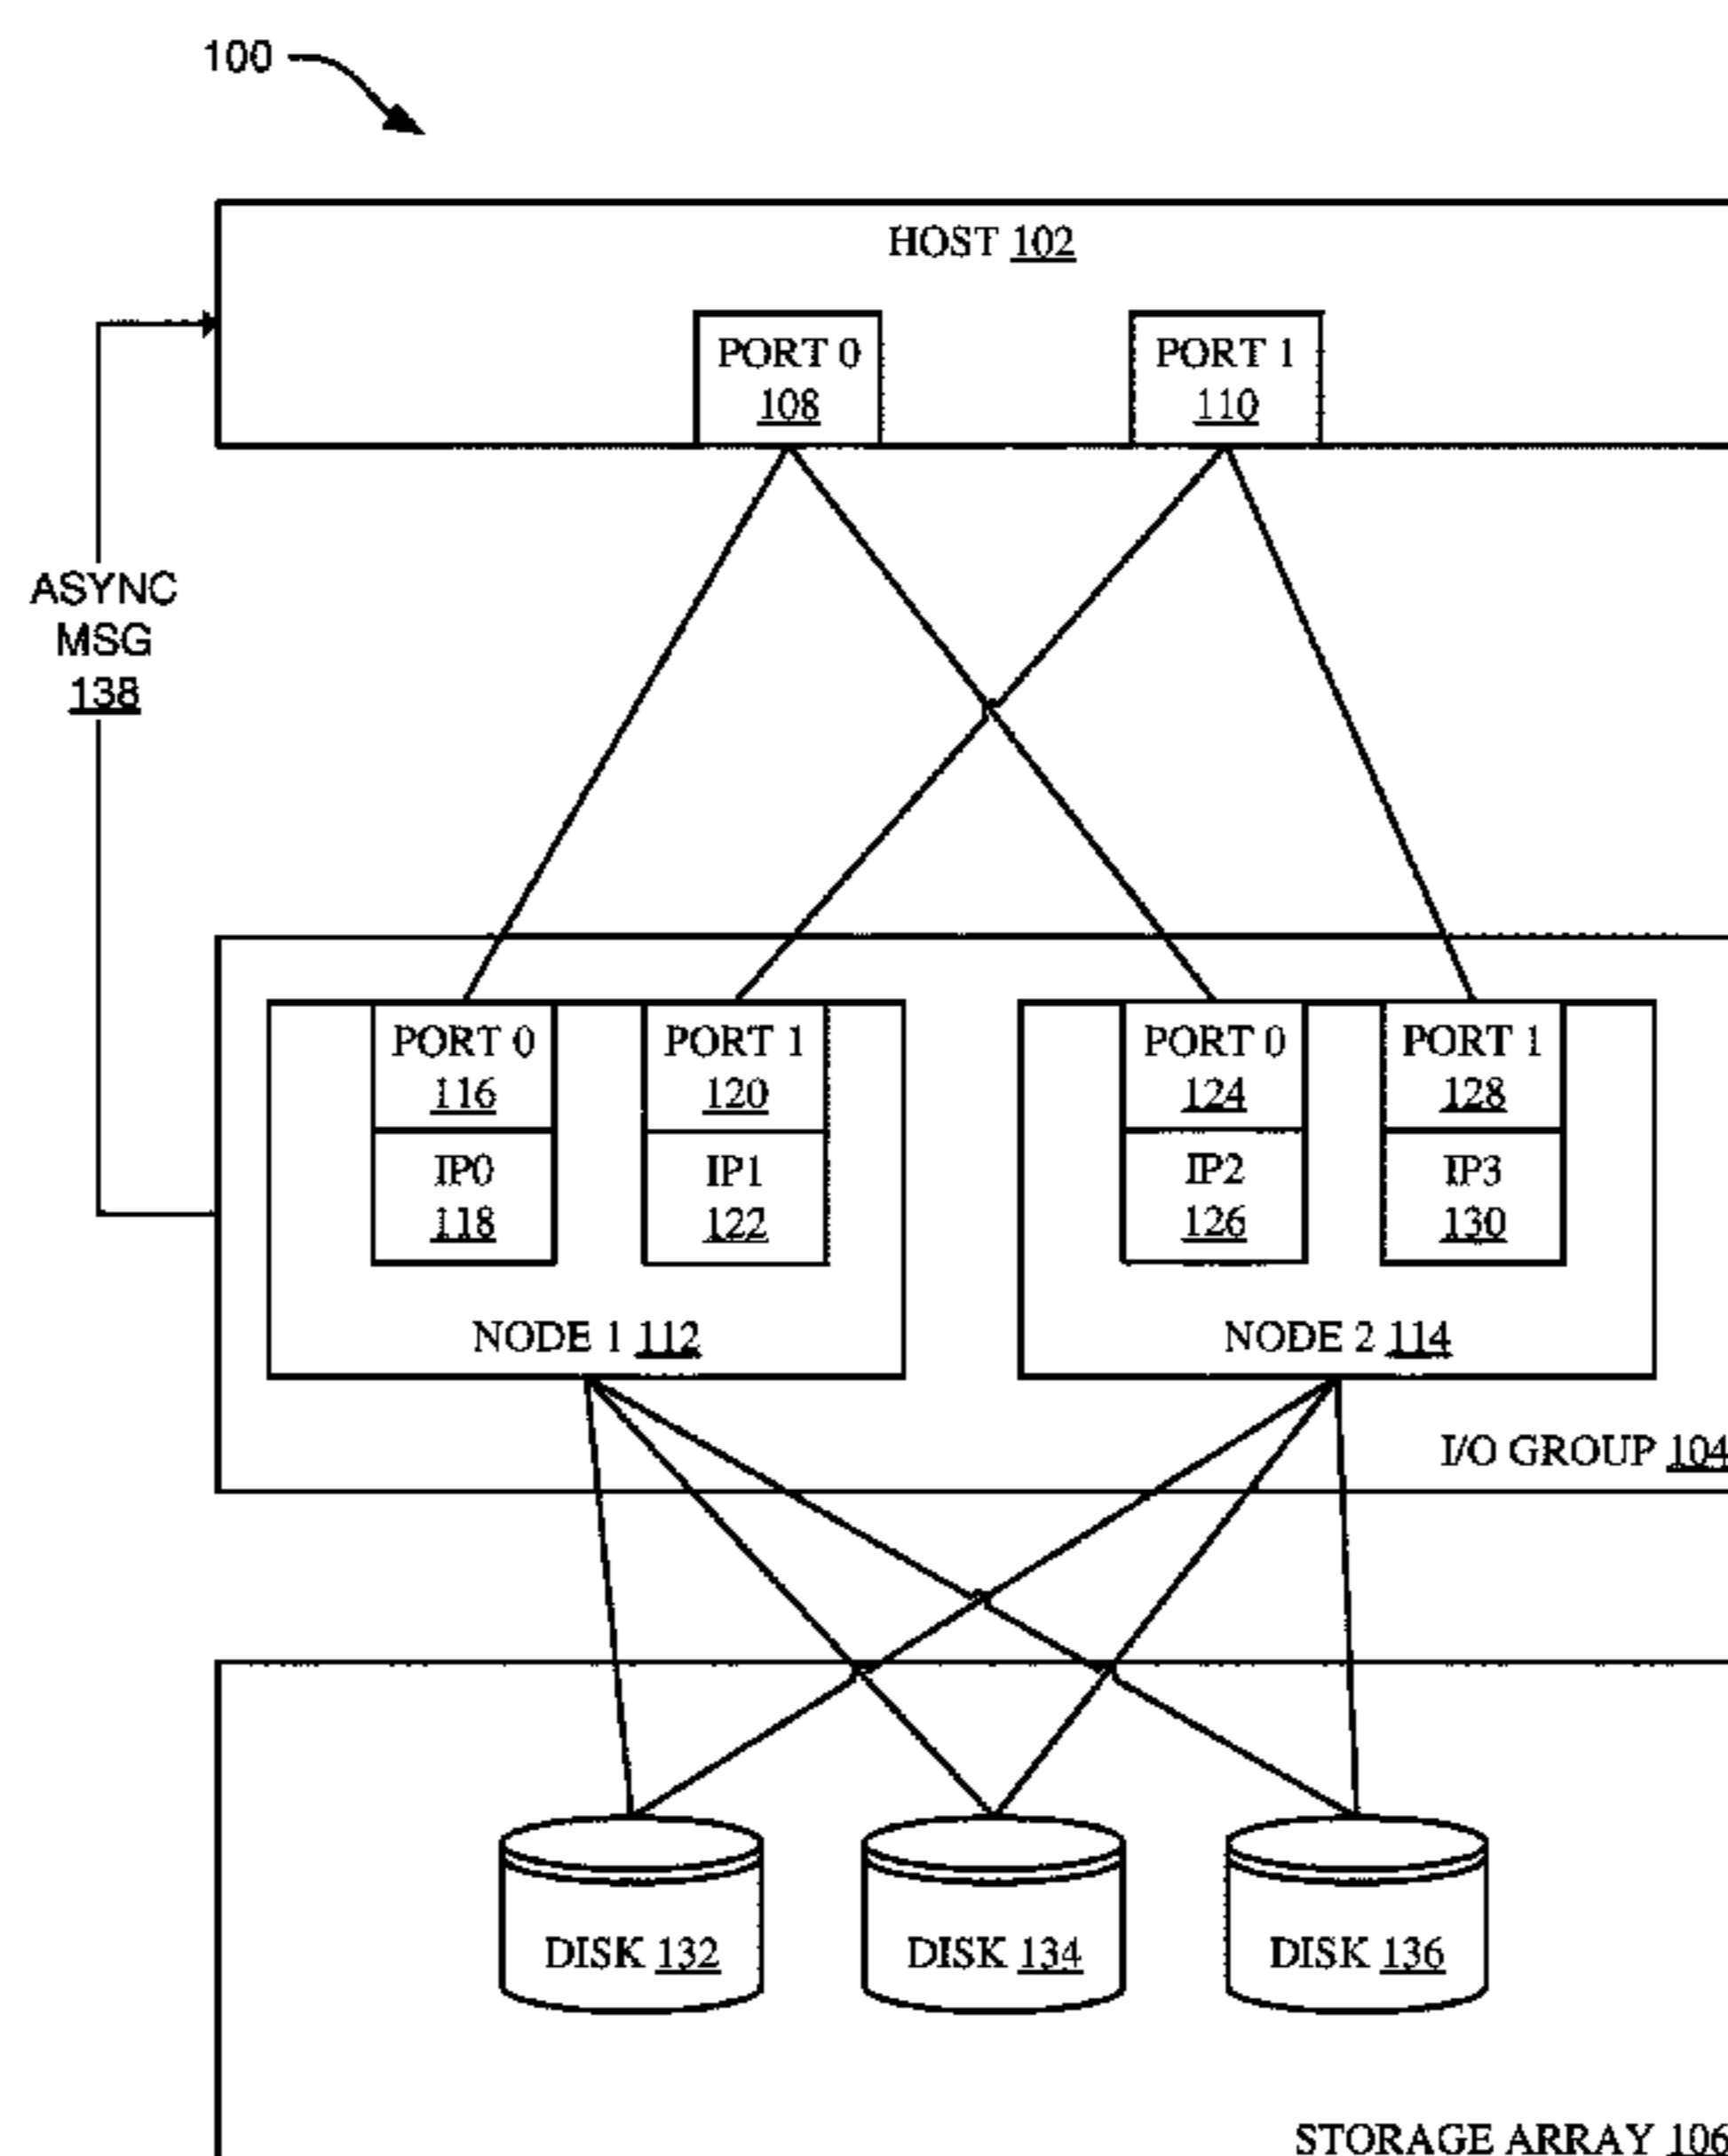 100
HOST 102
PORT 0
108
PORT 1
110
ASYNC
MSG
138
PORT 0
116
IP0
118
PORT 1
120
IP1
122
NODE 1 112
PORT 0
124
IP2
126
PORT 1
128
IP3
130
NODE 2 114
I/O GROUP 104
DISK 132
DISK 134
DISK 136
STORAGE ARRAY 106